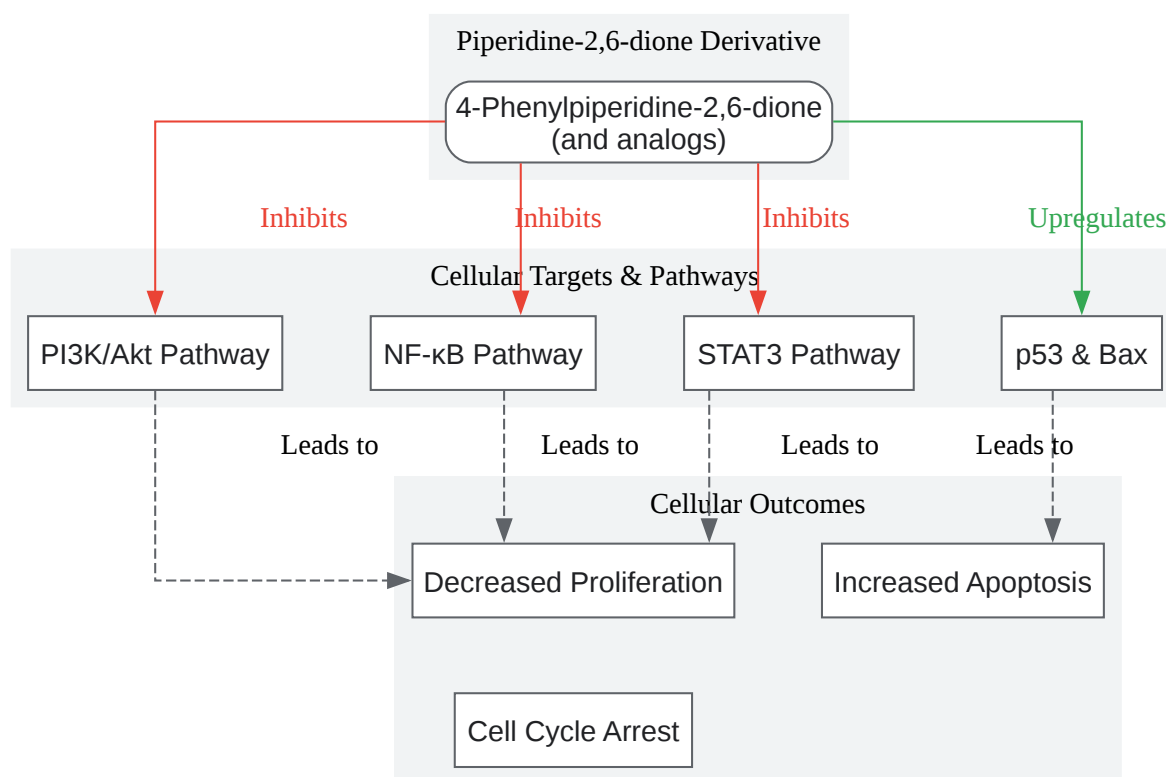 Piperidine-2,6-dione Derivative
4-Phenylpiperidine-2,6-dione
(and analogs)
Inhibits
Inhibits
Inhibits
Upregulates
Cellular Targets & Pathways
PI3K/Akt Pathway
NF-κB Pathway
STAT3 Pathway
p53 & Bax
Leads to
Leads to
Leads to
Leads to
Cellular Outcomes
Decreased Proliferation
Increased Apoptosis
Cell Cycle Arrest